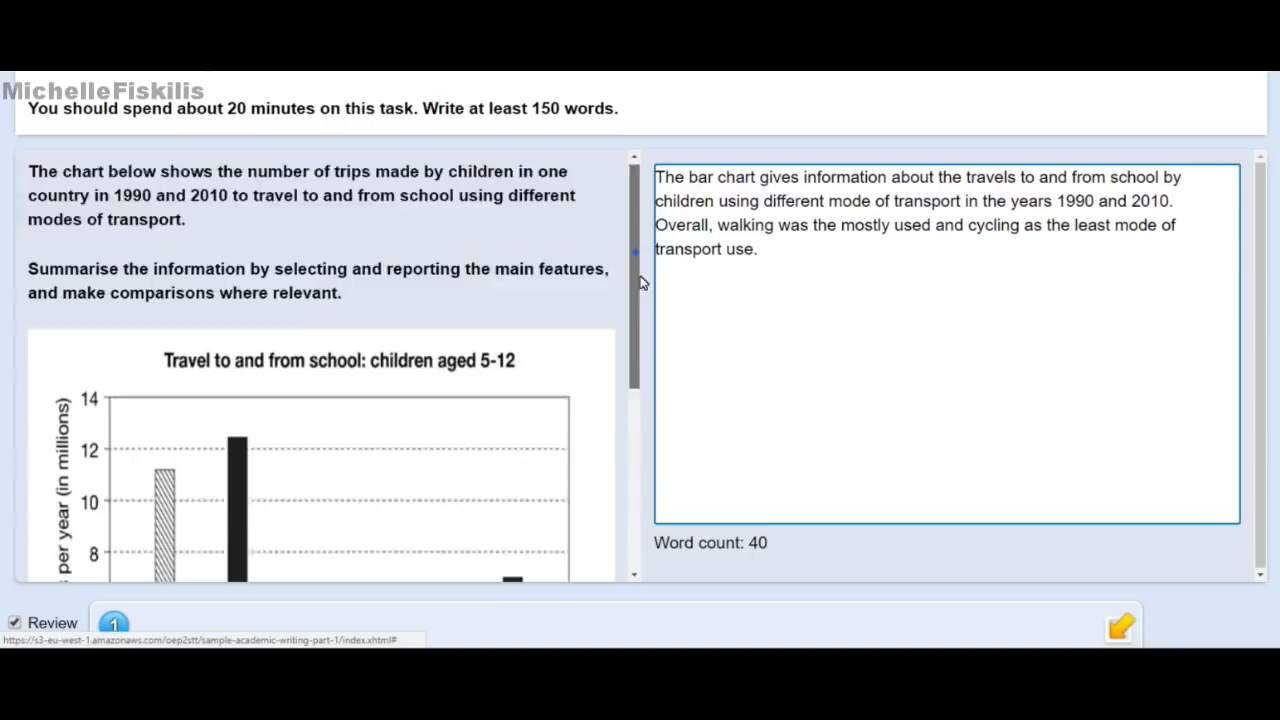 MichelleFiskilis
You should spend about 20 minutes on this task. Write at least 150 words.
The chart below shows the number of trips made by children in one
country in 1990 and 2010 to travel to and from school using different
modes of transport.
Summarise the information by selecting and reporting the main features,
and make comparisons where relevant.
Travel to and from school: children aged 5-12
14
12
10
8
per year (in millions)
The bar chart gives information about the travels to and from school by
children using different mode of transport in the years 1990 and 2010.
Overall, walking was the mostly used and cycling as the least mode of
transport use.
Word count: 40
Review
1
https://s3-eu-west-1.amazonaws.com/oep2stt/sample-academic-writing-part-1/index.xhtml#